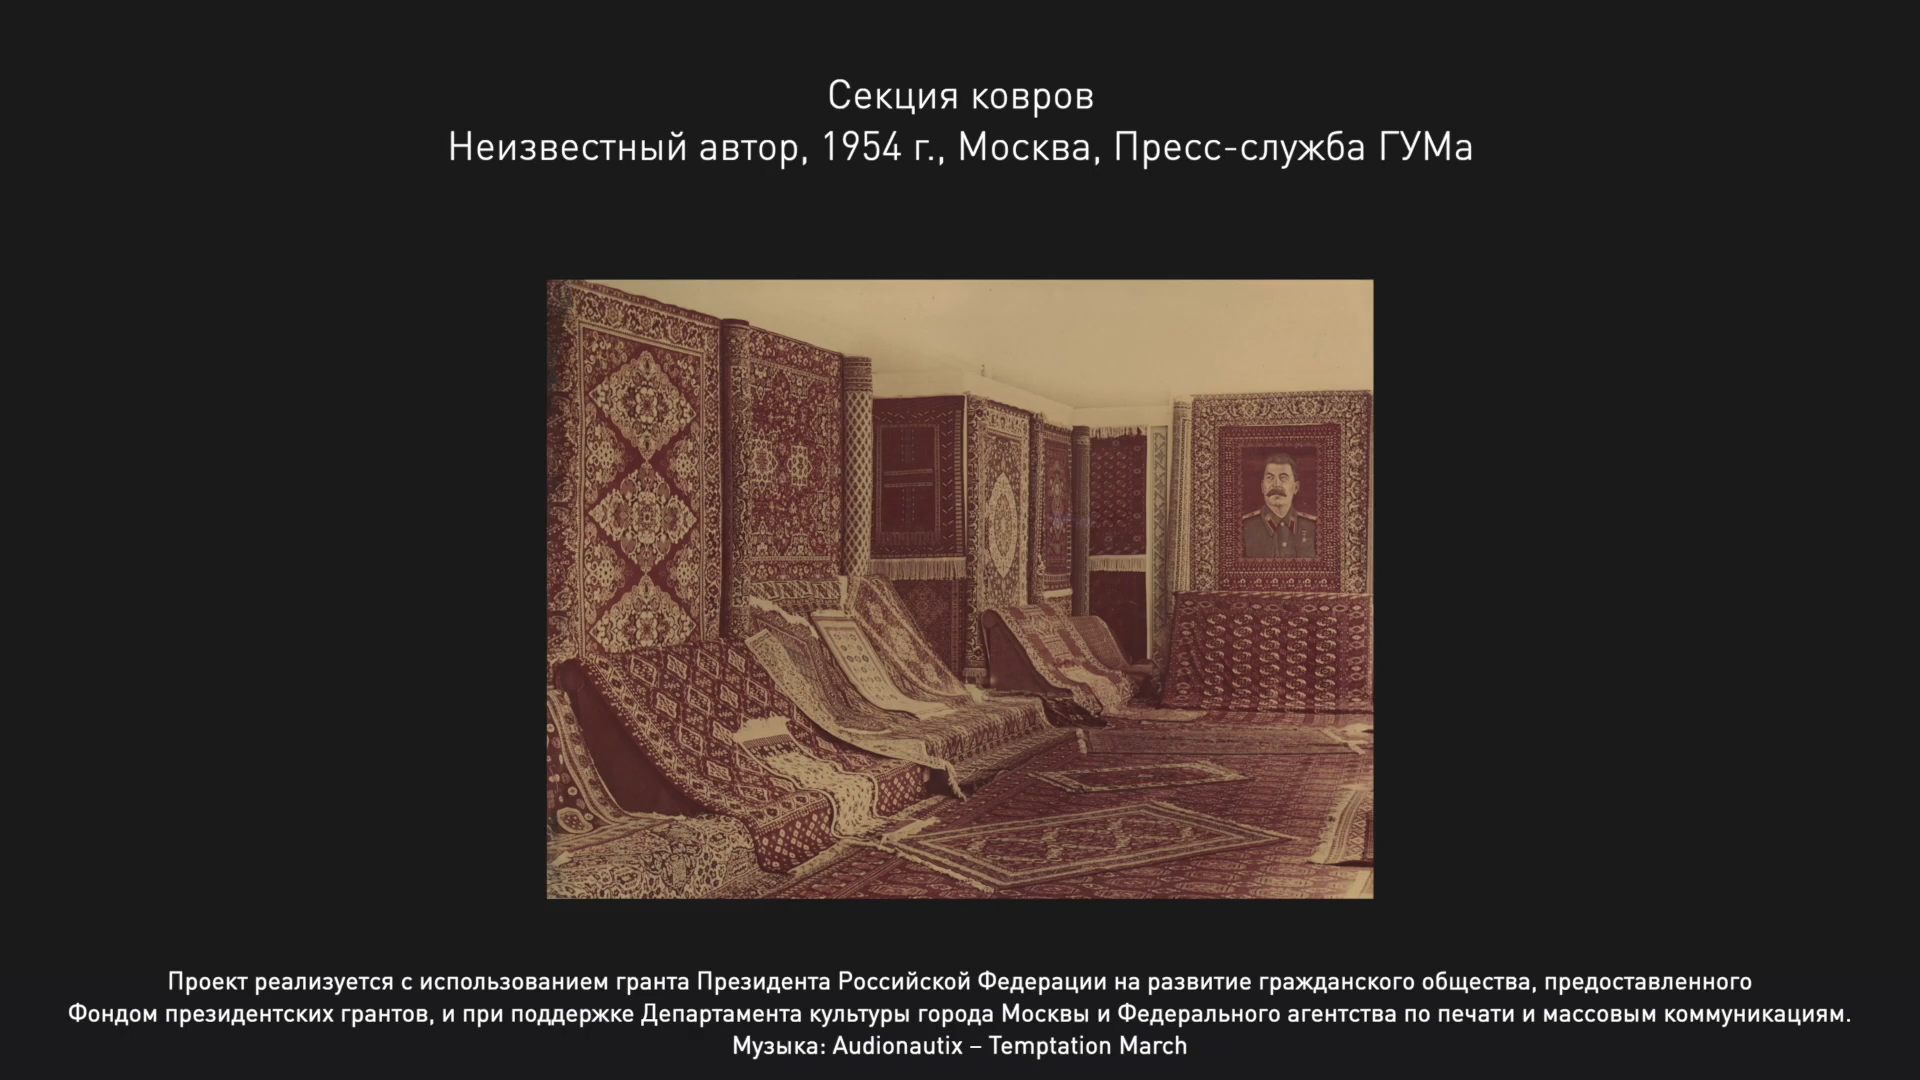 Секция ковров
Неизвестный автор, 1954 г., Москва, Пресс-служба ГУМа
Проект реализуется с использованием гранта Президента Российской Федерации на развитие гражданского общества, предоставленного
Фондом президентских грантов, и при поддержке Департамента культуры города Москвы и Федерального агентства по печати и массовым коммуникациям.
Музыка: Audionautix – Temptation March